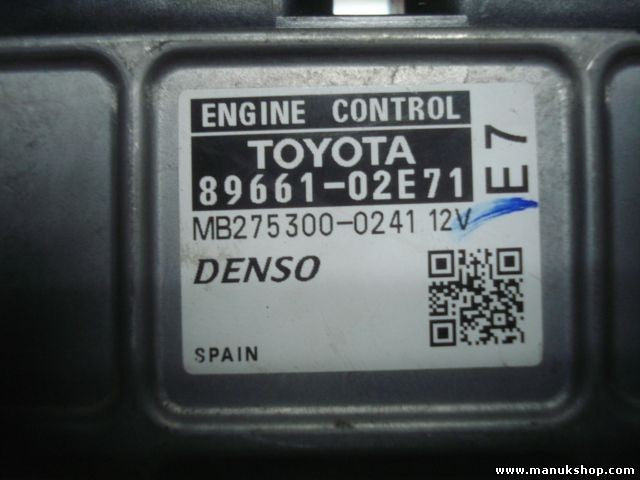 ENGINE CONTROL
TOYOTA
89661-02E71
E7
MB275300-0241 12V
DENSO
SPAIN
www.manukshop.com